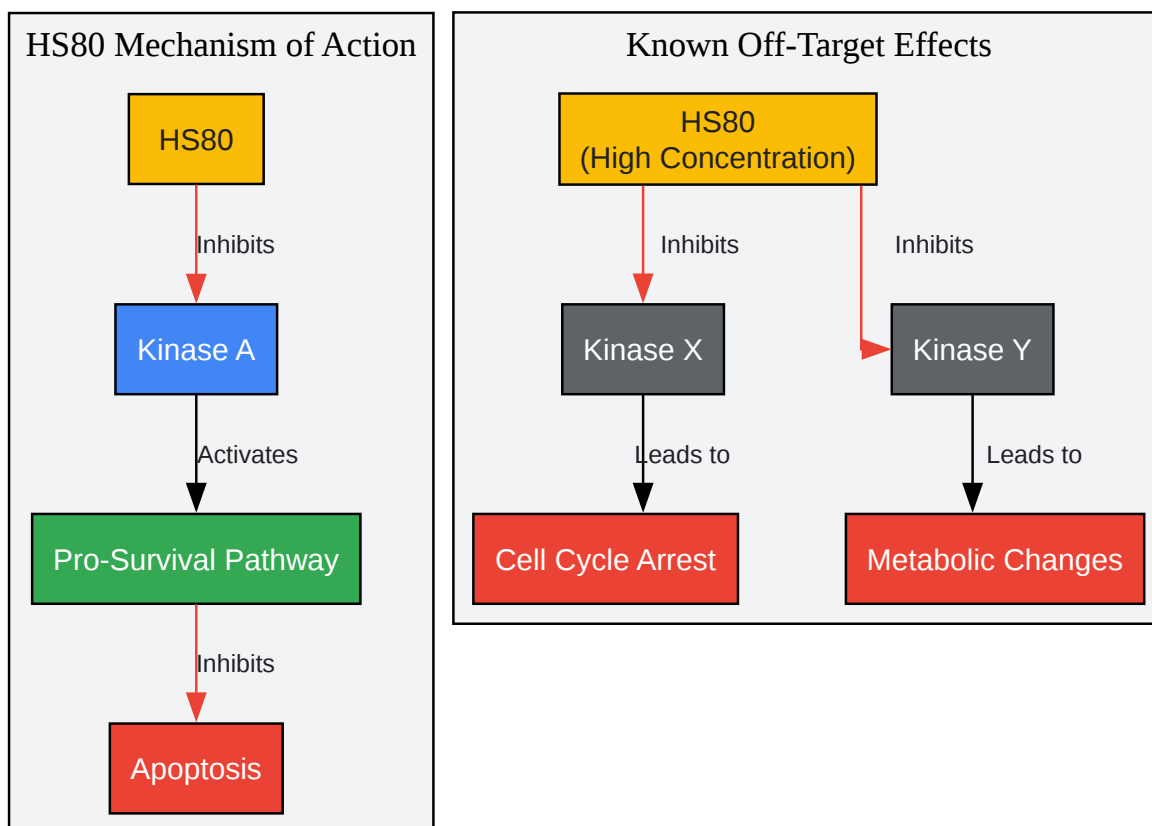 HS80 Mechanism of Action
HS80
Inhibits
Kinase A
Activates
Pro-Survival Pathway
Inhibits
Apoptosis
Known Off-Target Effects
HS80
(High Concentration)
Inhibits
Inhibits
Kinase X
Kinase Y
Leads to
Leads to
Cell Cycle Arrest
Metabolic Changes